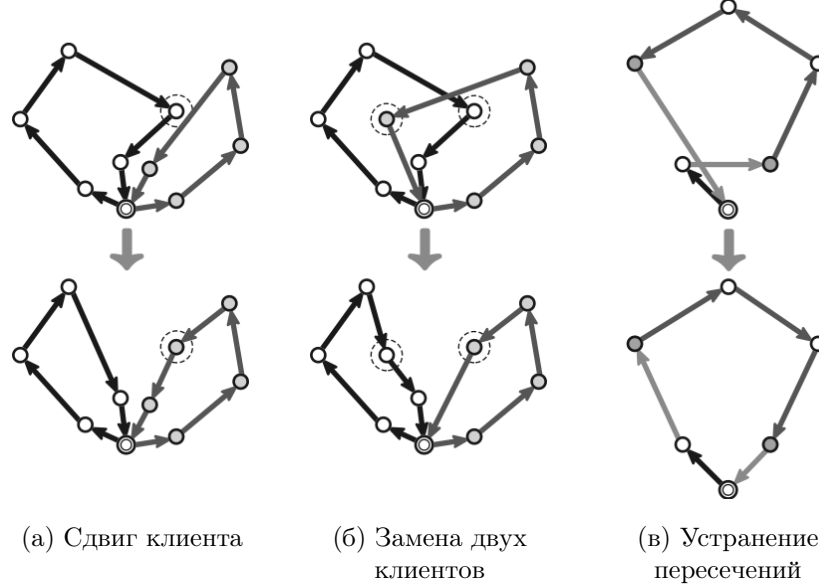 (а) Сдвиг клиента
(б) Замена двух
клиентов
(в) Устранение
пересечений